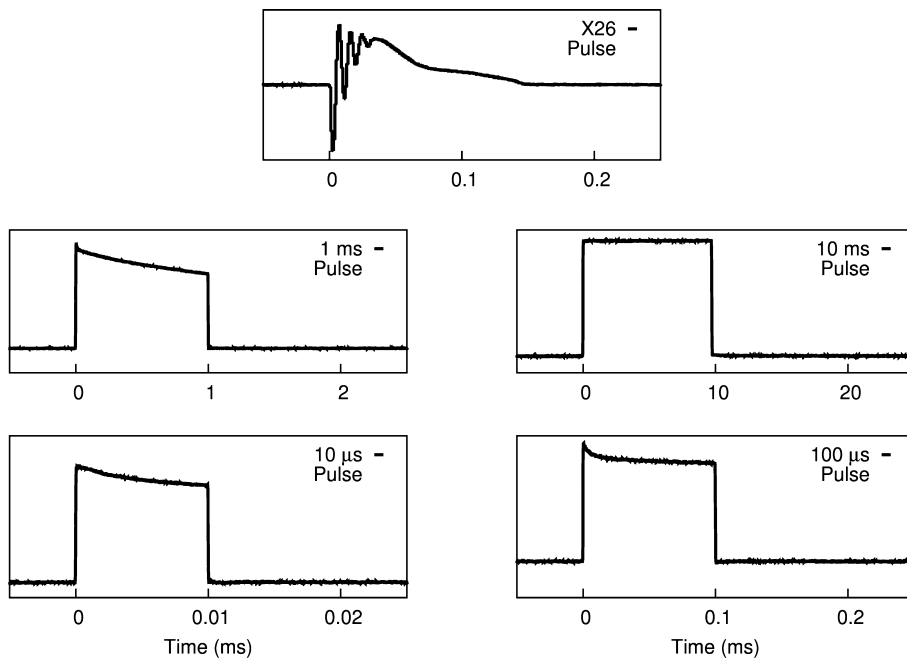 X26
Pulse
0 0.1 0.2
1 ms
Pulse
0 1 2
10 ms
Pulse
0 10 20
10 μs
Pulse
0 0.01 0.02
Time (ms)
100 μs
Pulse
0 0.1 0.2
Time (ms)